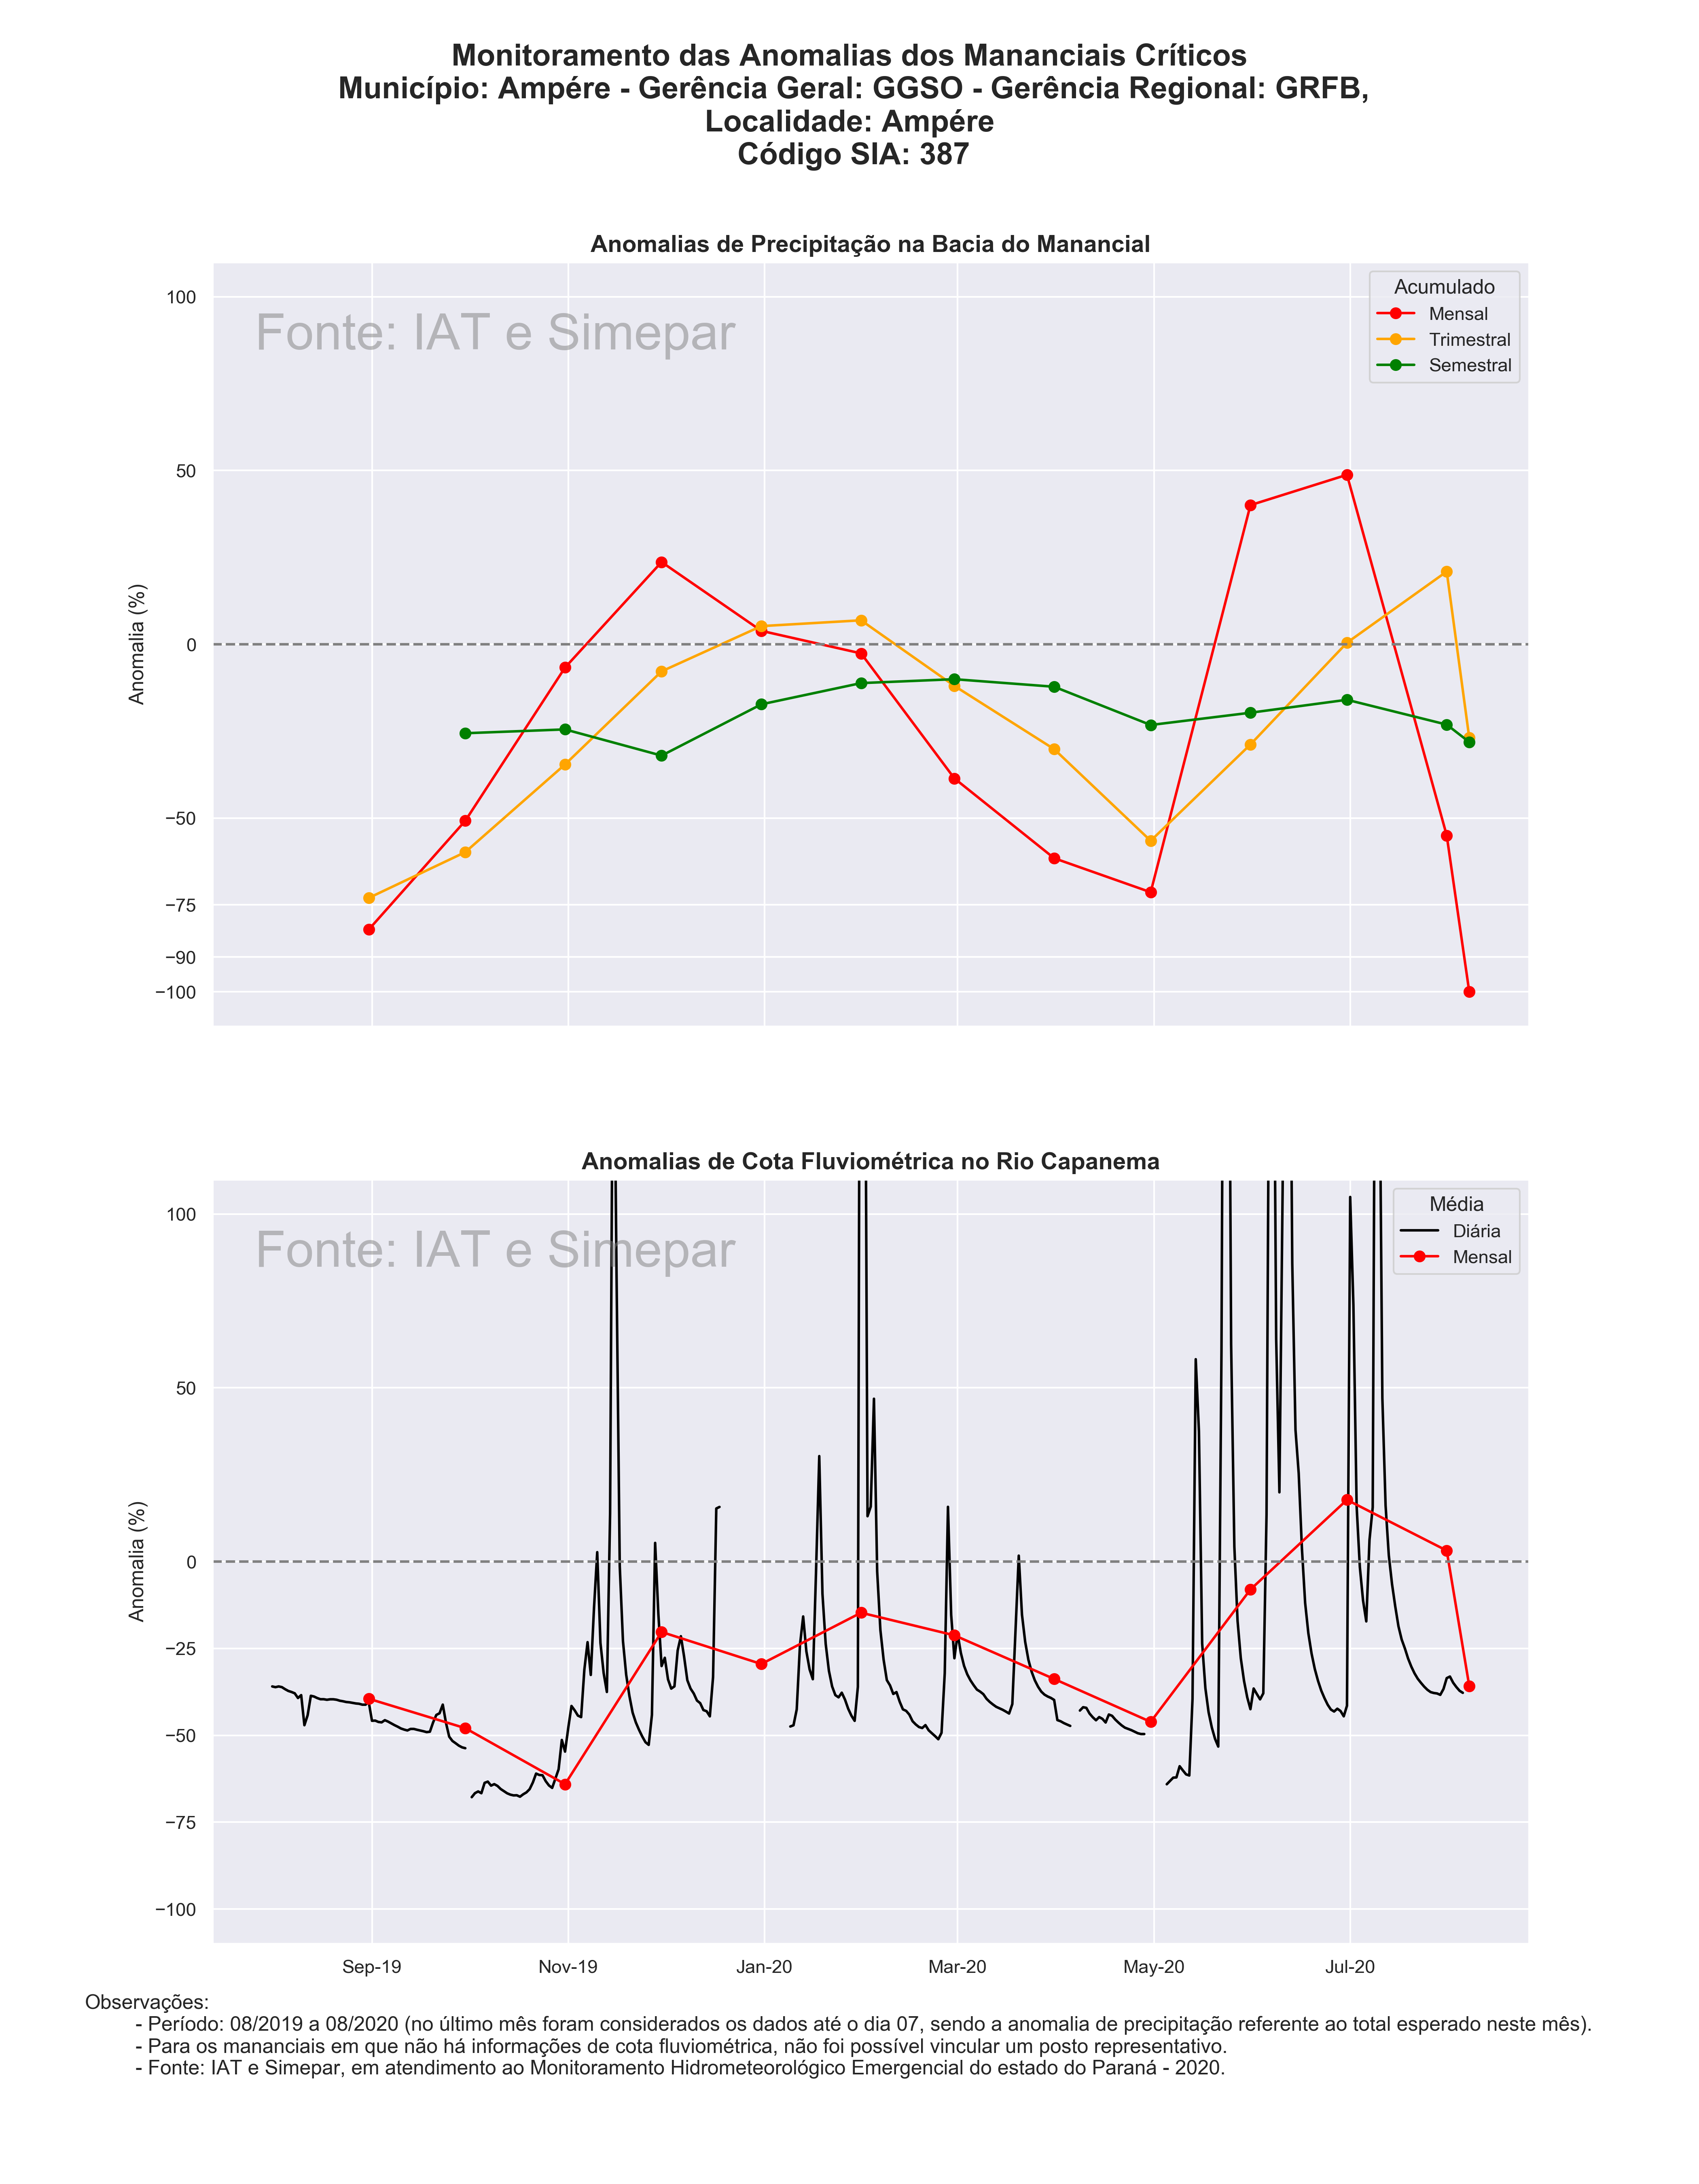 Monitoramento das Anomalias dos Mananciais Críticos
Município: Ampére - Gerência Geral: GGSO - Gerência Regional: GRFB,
Localidade: Ampére
Código SIA: 387
Anomalias de Precipitação na Bacia do Manancial
Fonte: IAT e Simepar
Acumulado
Mensal
Trimestral
Semestral
Anomalia (%)
100
50
0
−50
−75
−90
−100
Anomalias de Cota Fluviométrica no Rio Capanema
Fonte: IAT e Simepar
Média
Diária
Mensal
Anomalia (%)
100
50
0
−25
−50
−75
−100
Sep-19 Nov-19 Jan-20 Mar-20 May-20 Jul-20
Observações:
- Período: 08/2019 a 08/2020 (no último mês foram considerados os dados até o dia 07, sendo a anomalia de precipitação referente ao total esperado neste mês).
- Para os mananciais em que não há informações de cota fluviométrica, não foi possível vincular um posto representativo.
- Fonte: IAT e Simepar, em atendimento ao Monitoramento Hidrometeorológico Emergencial do estado do Paraná - 2020.